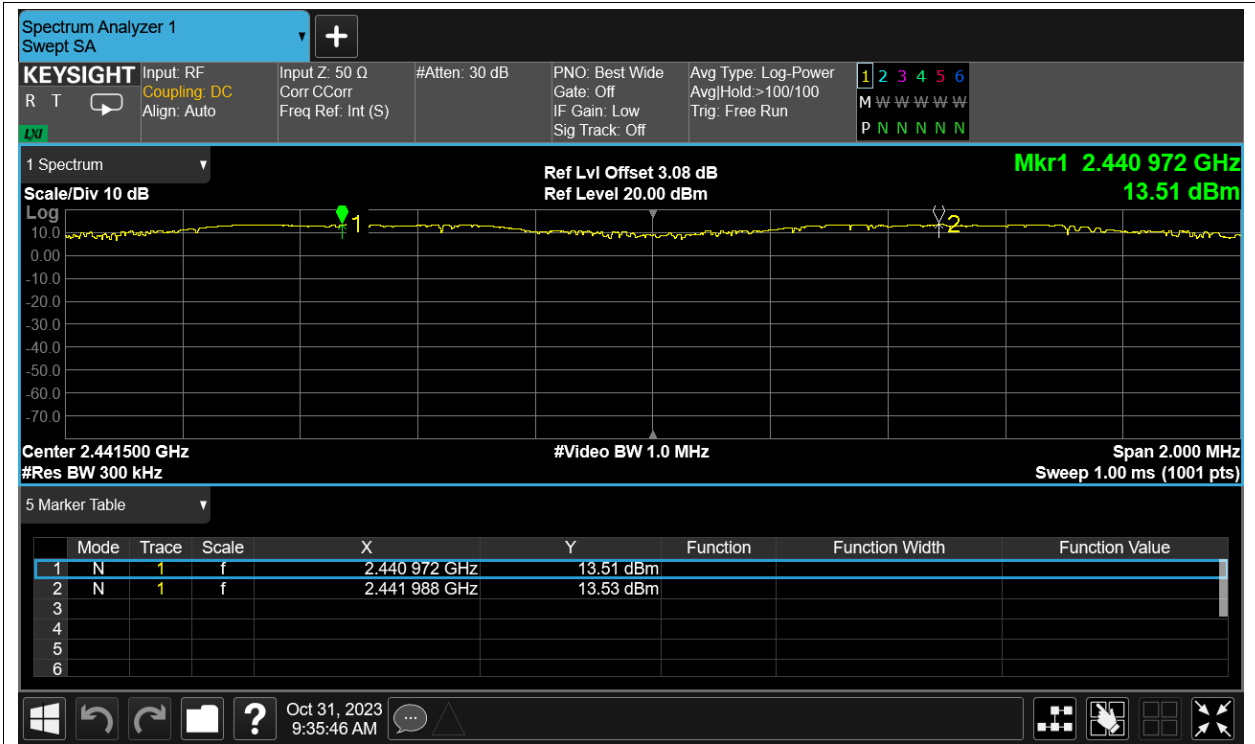 Spectrum Analyzer 1
Swept SA
KEYSIGHT Input: RF Input Z: 50 Ω #Atten: 30 dB PNO: Best Wide Avg Type: Log-Power 1 2 3 4 5 6
R T Coupling: DC Corr CCorr Gate: Off Avg|Hold:>100/100 M W W W W W
Align: Auto Freq Ref: Int (S) IF Gain: Low Trig: Free Run
LXI Sig Track: Off P N N N N N
1 Spectrum Ref Lvl Offset 3.08 dB Mkr1 2.440 972 GHz
Scale/Div 10 dB Ref Level 20.00 dBm 13.51 dBm
Log
1 2
10.0
0.00
-10.0
-20.0
-30.0
-40.0
-50.0
-60.0
-70.0
Center 2.441500 GHz #Video BW 1.0 MHz Span 2.000 MHz
#Res BW 300 kHz Sweep 1.00 ms (1001 pts)
5 Marker Table
Mode Trace Scale X Y Function Function Width Function Value
1 N 1 f 2.440 972 GHz 13.51 dBm
2 N 1 f 2.441 988 GHz 13.53 dBm
3
4
5
6
? Oct 31, 2023
9:35:46 AM